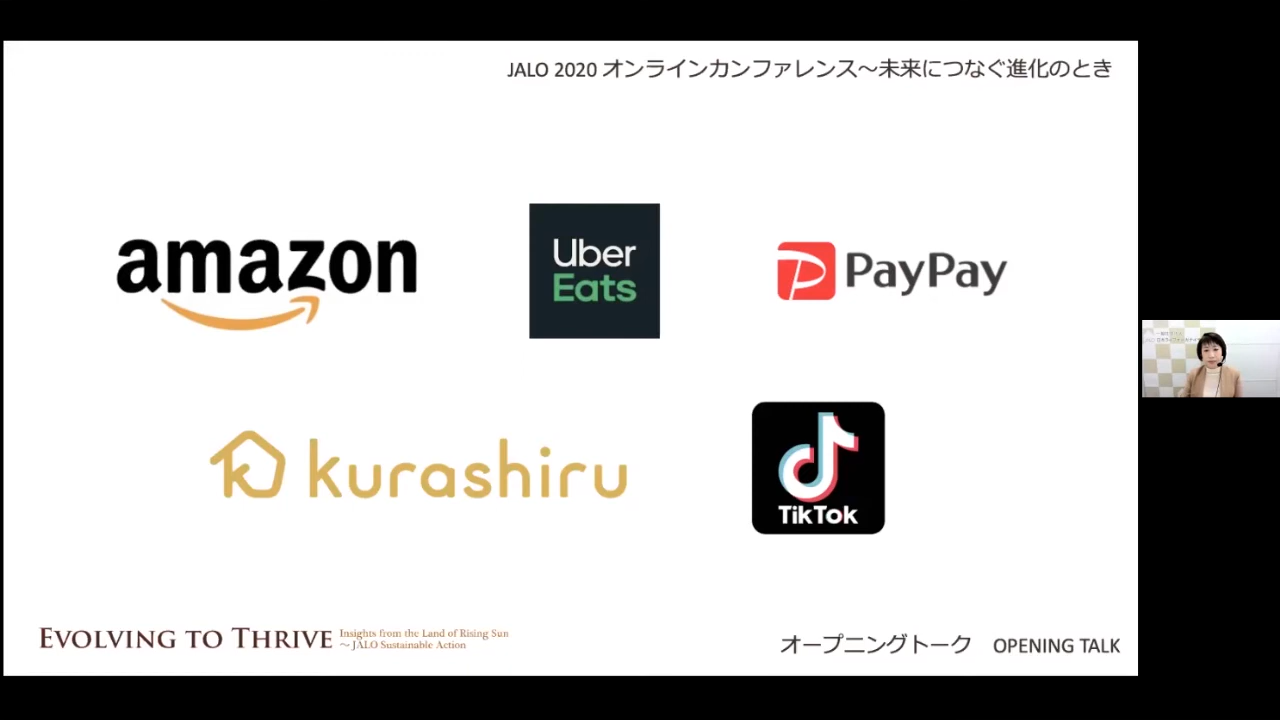 JALO 2020 オンラインカンファレンス～未来につなぐ進化のとき
amazon
Uber
Eats
PayPay
kurashiru
TikTok
EVOLVING TO THRIVE
Insights from the Land of Rising Sun
～JALO Sustainable Action
オープニングトーク OPENING TALK